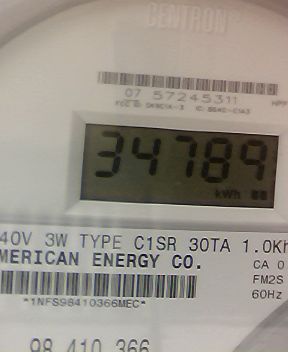 CENTRON
07 57245311
34789
kWh
40V 3W TYPE C1SR 30TA 1.0Kh
MERICAN ENERGY CO.
CA 0
FM2S
60Hz
*1NFS98410366MEC*
98 410 366